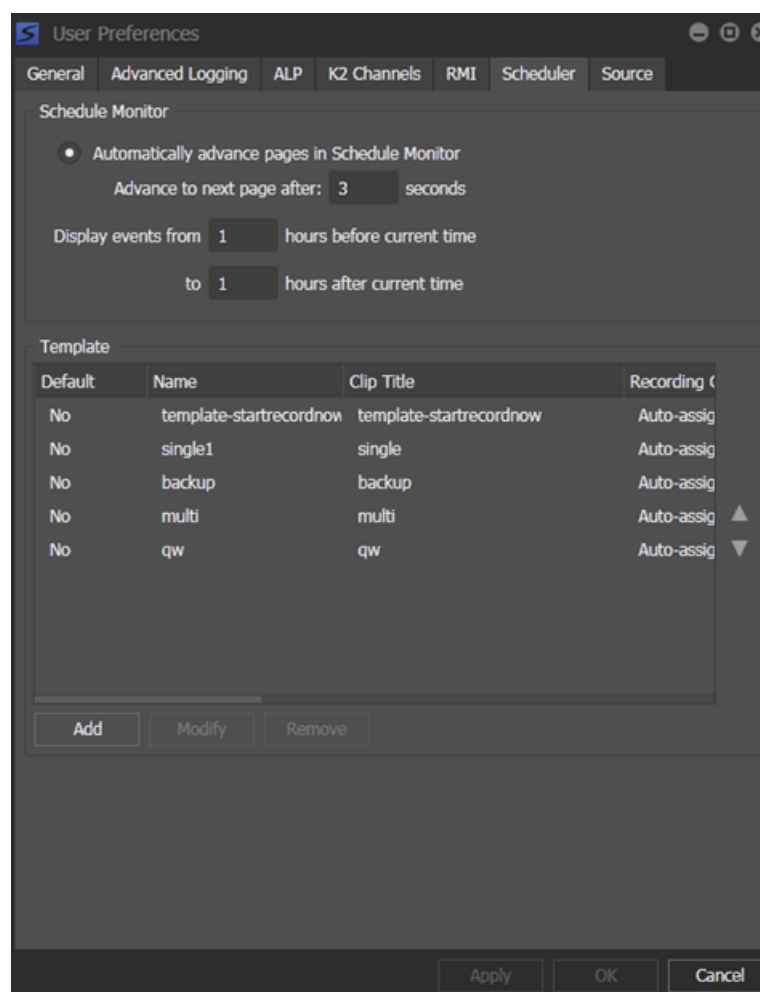 User Preferences
General Advanced Logging ALP K2 Channels RMI Scheduler Source
Schedule Monitor
Automatically advance pages in Schedule Monitor
Advance to next page after: 3 seconds
Display events from 1 hours before current time
to 1 hours after current time
Template
Default Name Clip Title Recording
No template-startrecordnow template-startrecordnow Auto-assig
No single1 single Auto-assig
No backup backup Auto-assig
No multi multi Auto-assig
No qw qw Auto-assig
Add Modify Remove
Apply OK Cancel